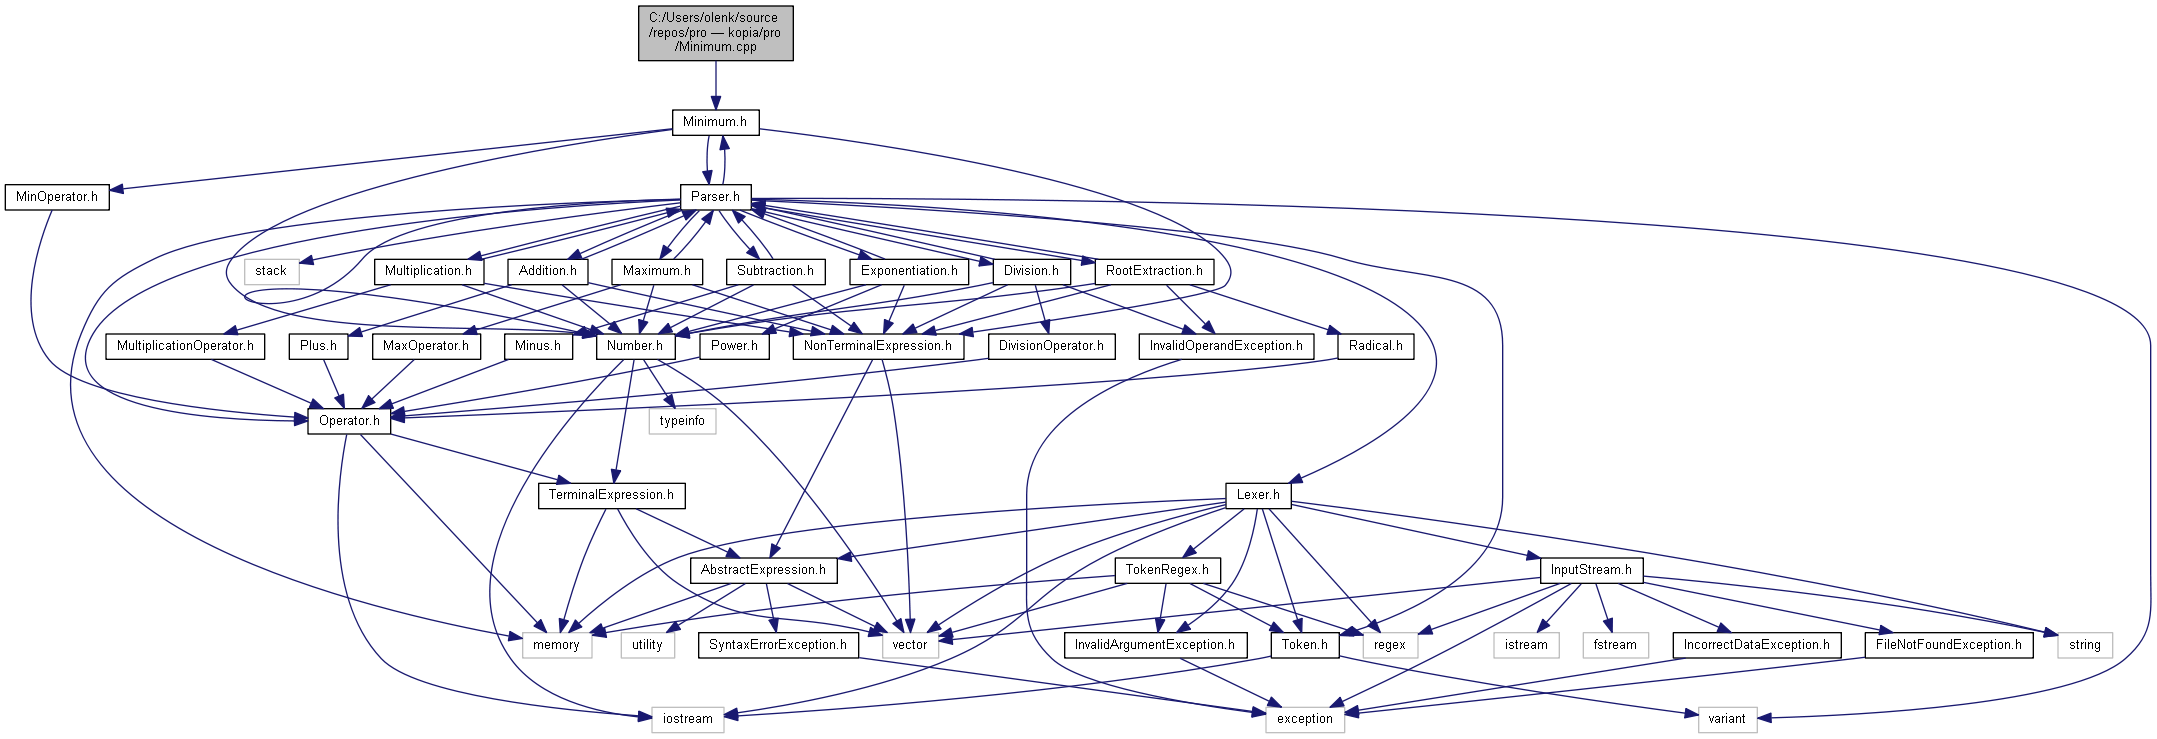 C:/Users/olenk/source
/repos/pro — kopia/pro
/Minimum.cpp
Minimum.h
MinOperator.h
Parser.h
stack
Multiplication.h
Addition.h
Maximum.h
Subtraction.h
Exponentiation.h
Division.h
RootExtraction.h
MultiplicationOperator.h
Plus.h
MaxOperator.h
Minus.h
Number.h
Power.h
NonTerminalExpression.h
DivisionOperator.h
InvalidOperandException.h
Radical.h
Operator.h
typeinfo
TerminalExpression.h
Lexer.h
AbstractExpression.h
TokenRegex.h
InputStream.h
memory
utility
SyntaxErrorException.h
vector
InvalidArgumentException.h
Token.h
regex
istream
fstream
IncorrectDataException.h
FileNotFoundException.h
string
iostream
exception
variant